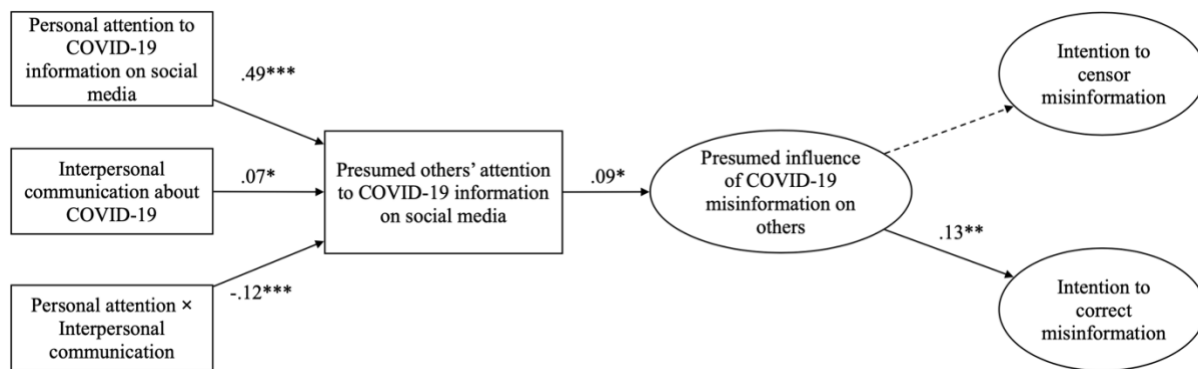 Personal attention to
COVID-19
information on social
media
.49***
Interpersonal
communication about
COVID-19
.07*
Personal attention ×
Interpersonal
communication
-.12***
Presumed others’ attention
to COVID-19 information
on social media
.09*
Presumed influence
of COVID-19
misinformation on
others
Intention to
censor
misinformation
.13**
Intention to
correct
misinformation